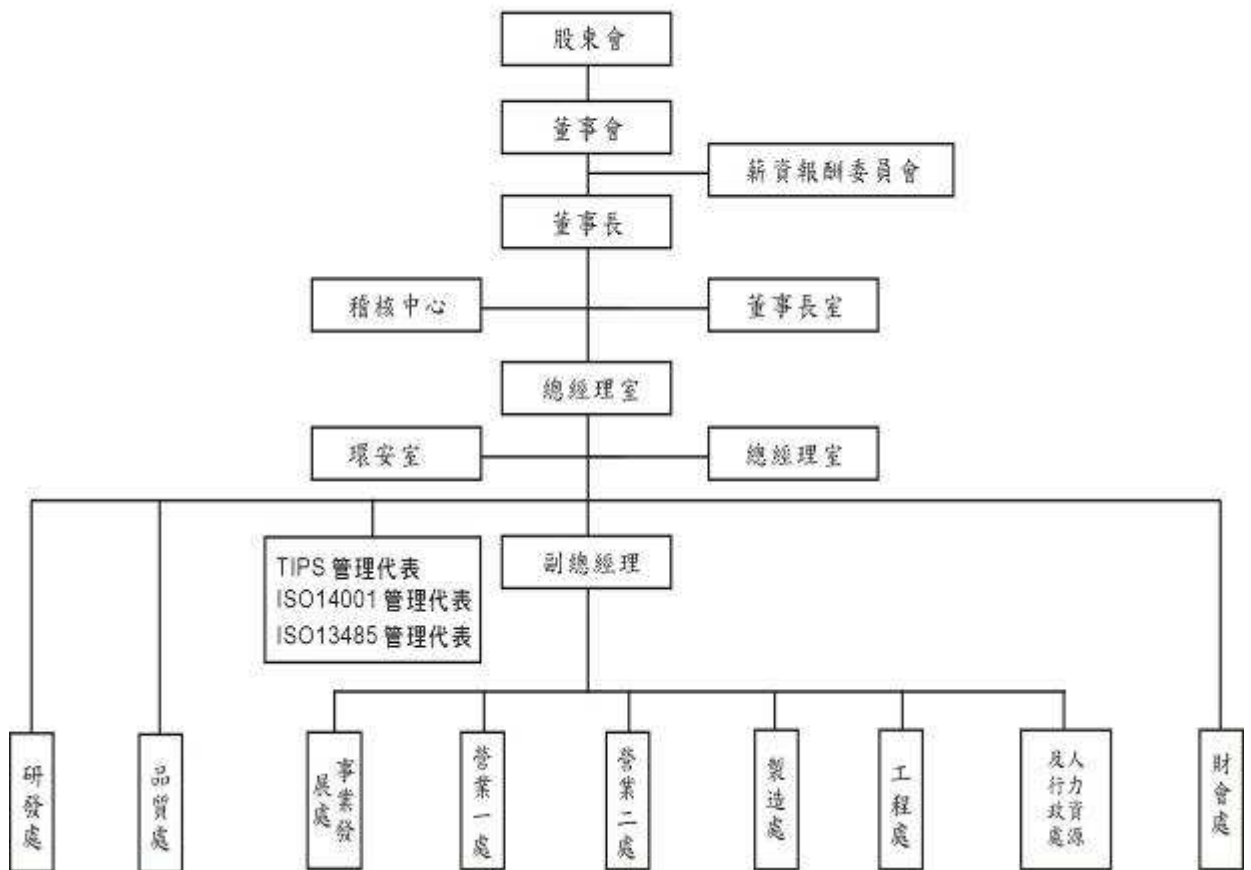 股東會
董事會
薪資報酬委員會
董事長
稽核中心
董事長室
總經理室
環安室
總經理室
TIPS 管理代表
ISO14001 管理代表
ISO13485 管理代表
副總經理
研發處
品質處
事業發
展處
營業一處
營業二處
製造處
工程處
人力資源
及行政處
財會處